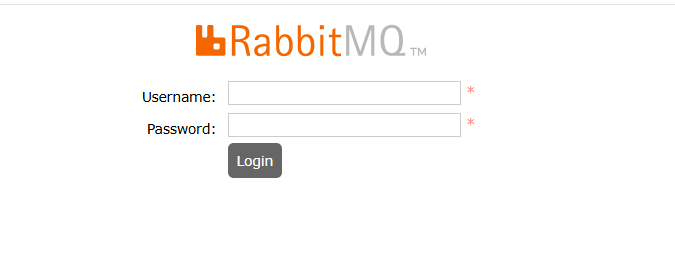 RabbitMQ™
Username: *
Password: *
Login